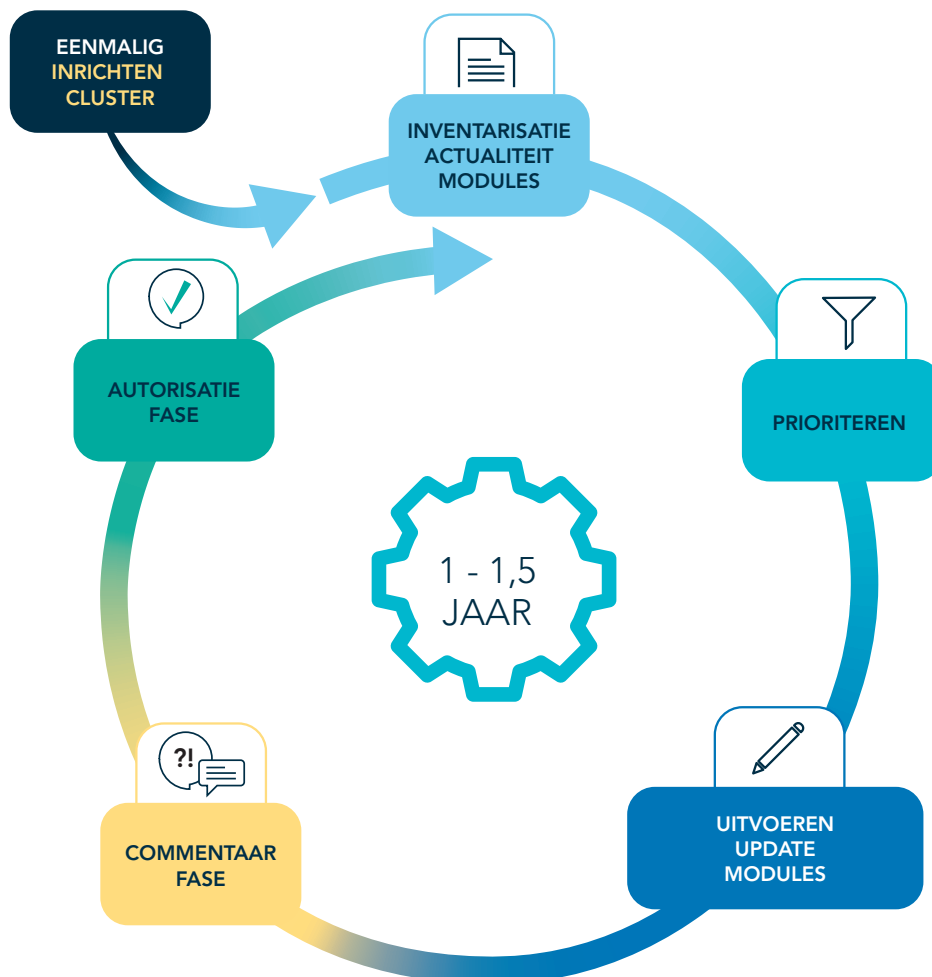 EENMALIG
INRICHTEN
CLUSTER
INVENTARISATIE
ACTUALITEIT
MODULES
PRIORITEREN
UITVOEREN
UPDATE
MODULES
?!
COMMENTAAR
FASE
AUTORISATIE
FASE
1 - 1,5
JAAR